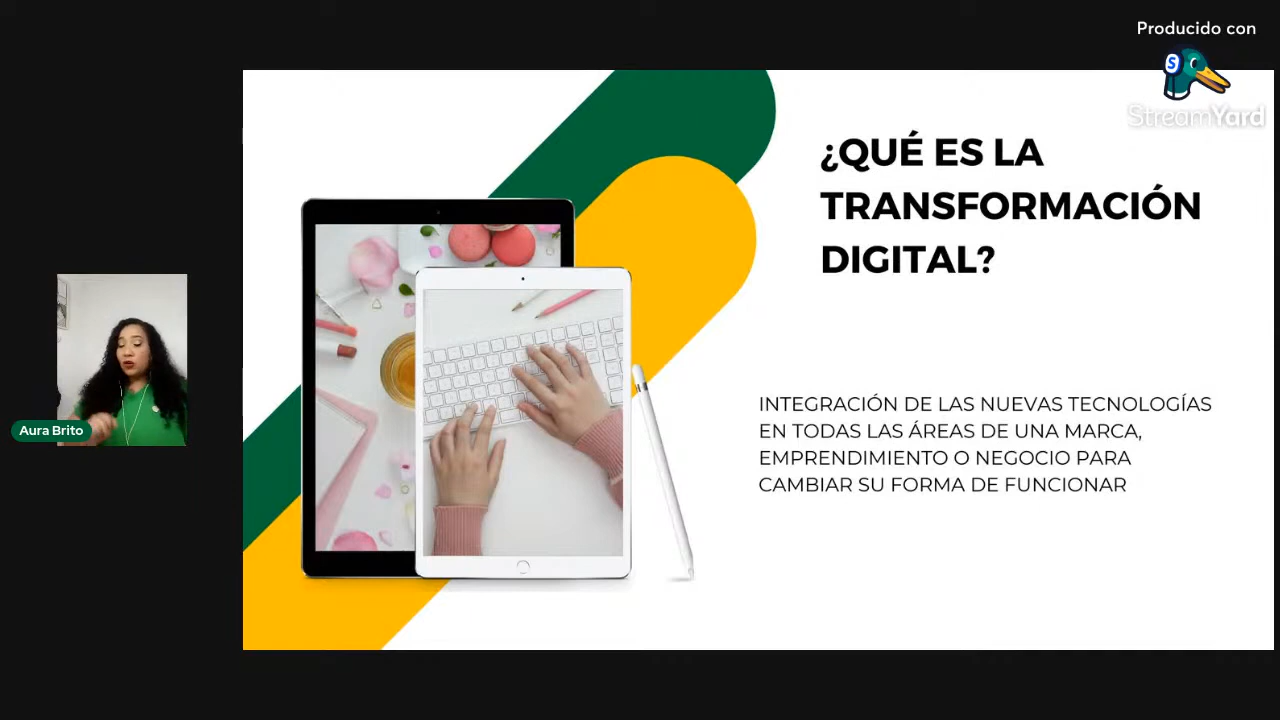 Producido con
StreamYard
¿QUÉ ES LA
TRANSFORMACIÓN
DIGITAL?
INTEGRACIÓN DE LAS NUEVAS TECNOLOGÍAS
EN TODAS LAS ÁREAS DE UNA MARCA,
EMPRENDIMIENTO O NEGOCIO PARA
CAMBIAR SU FORMA DE FUNCIONAR
Aura Brito